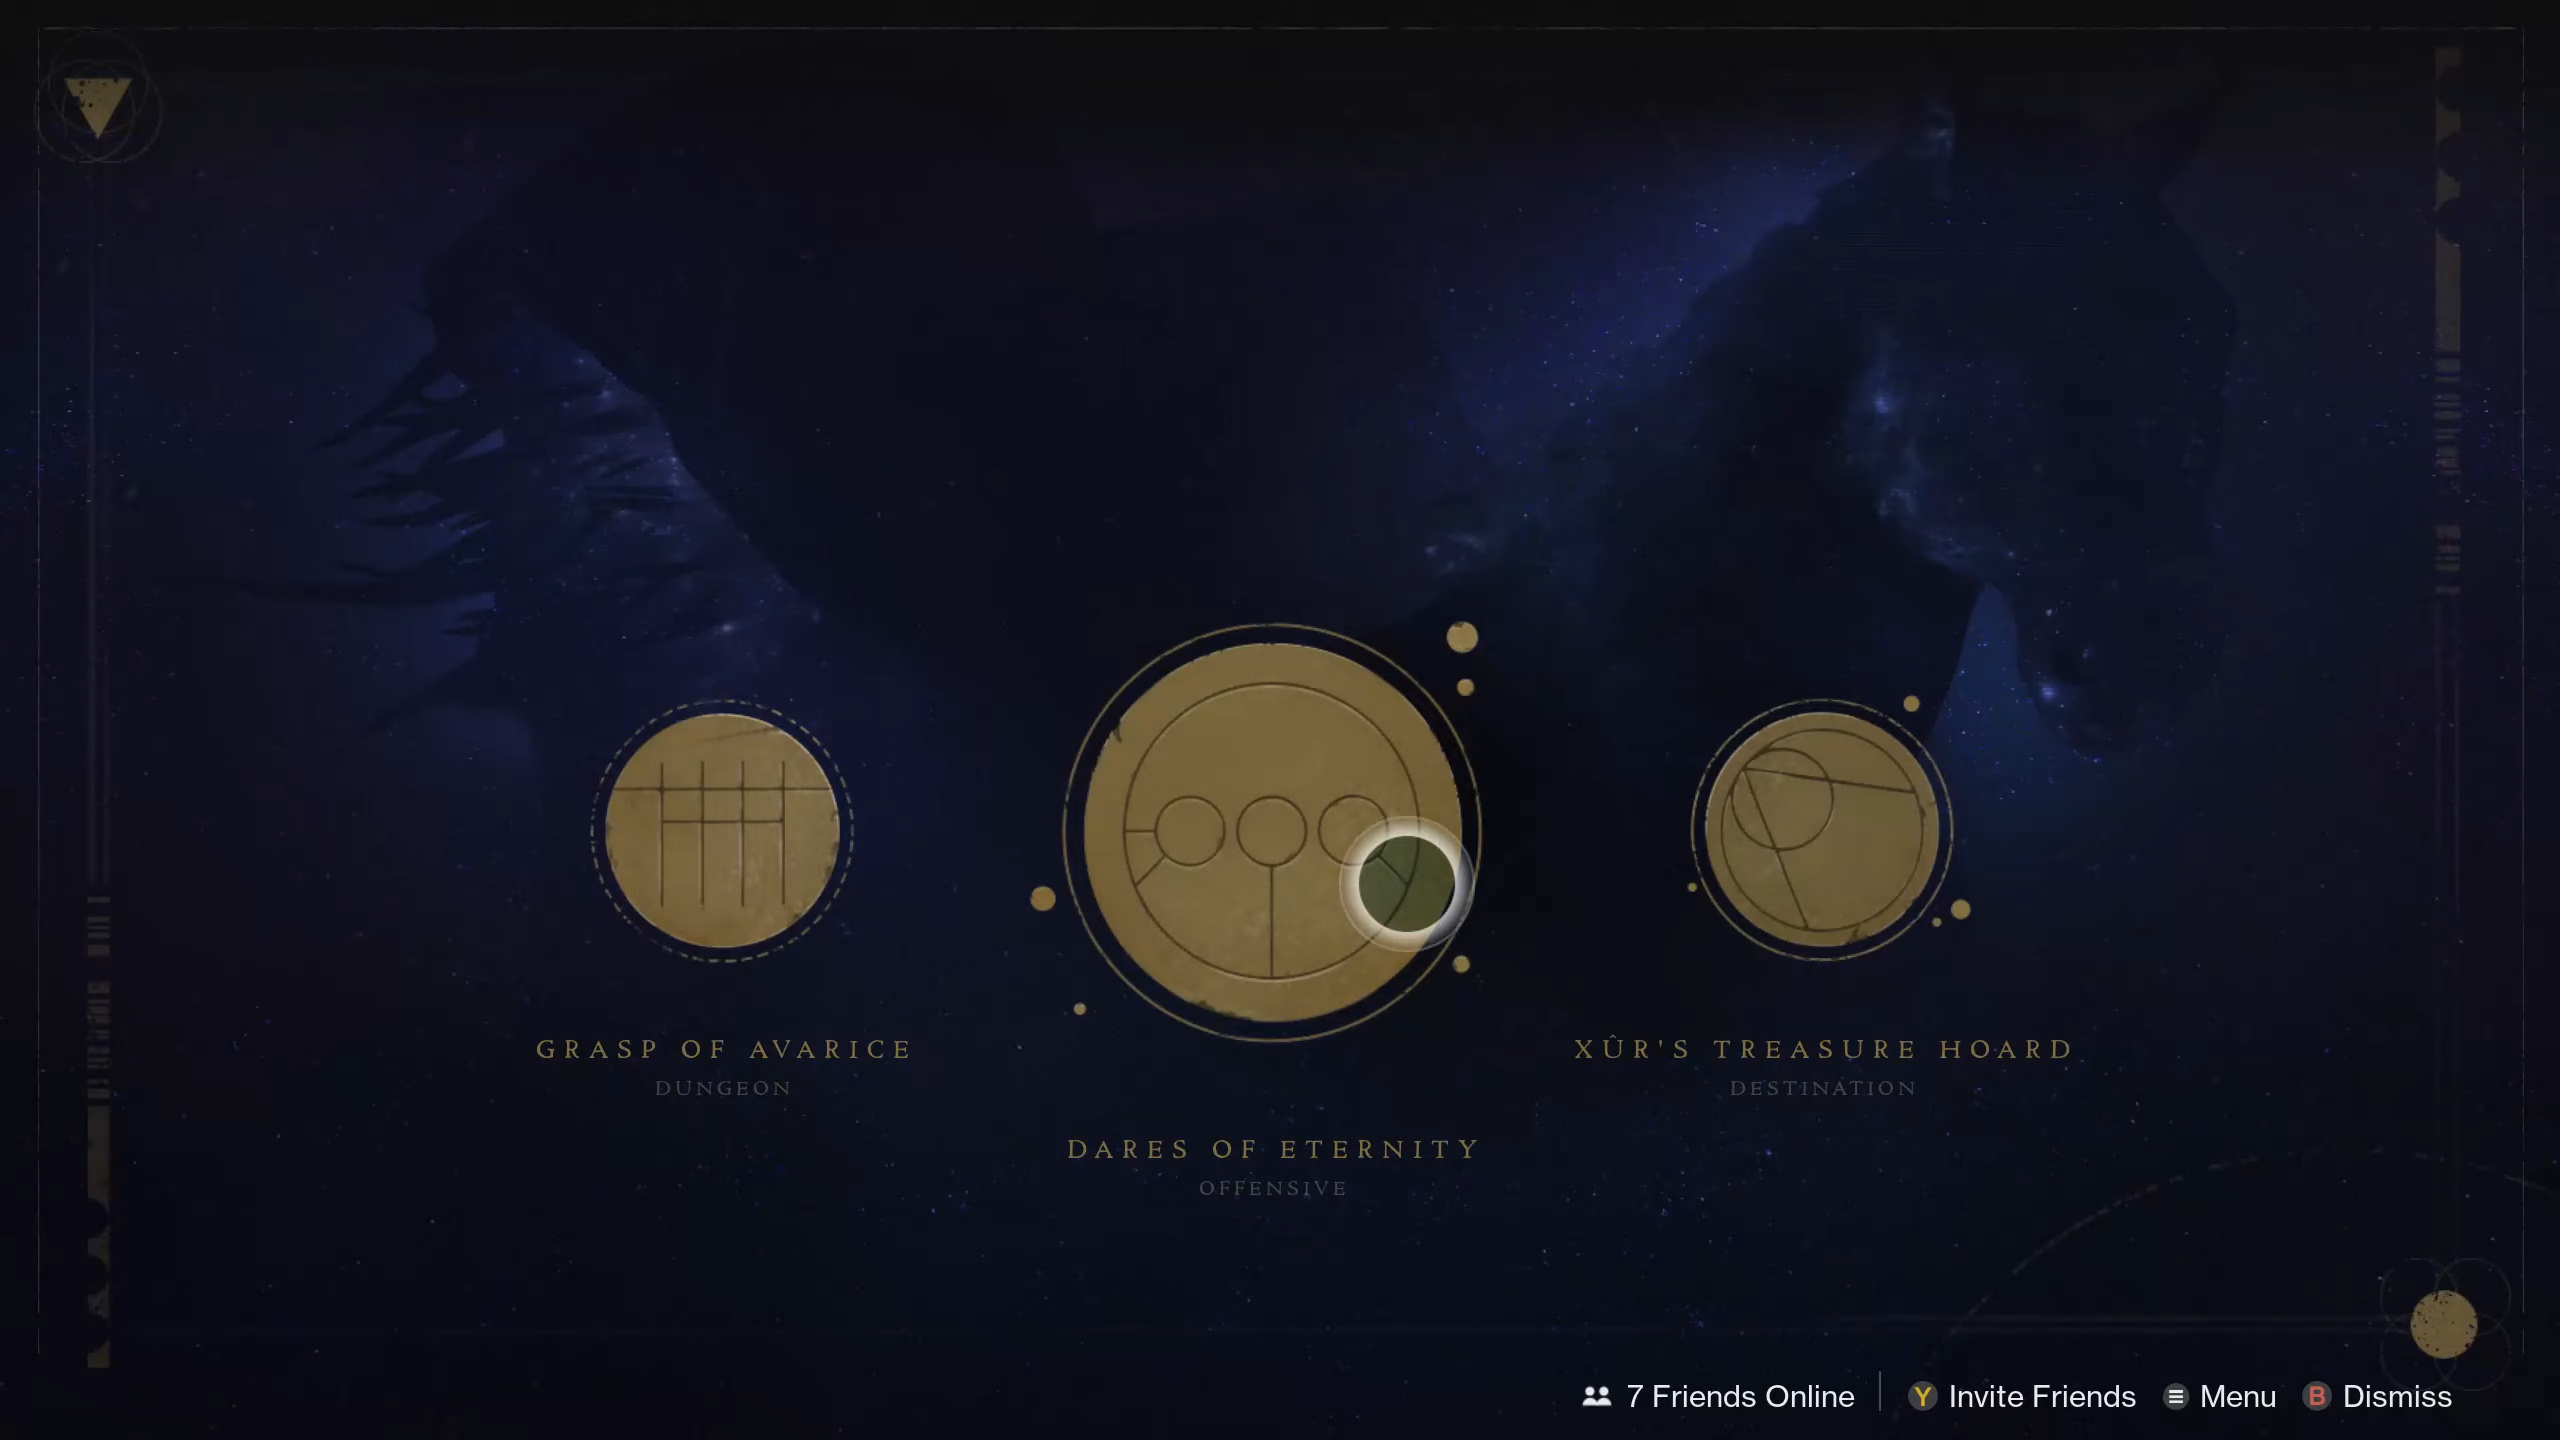 GRASP OF AVARICE
DUNGEON
XÛR'S TREASURE HOARD
DESTINATION
DARES OF ETERNITY
OFFENSIVE
7 Friends Online
Y Invite Friends
Menu
B Dismiss